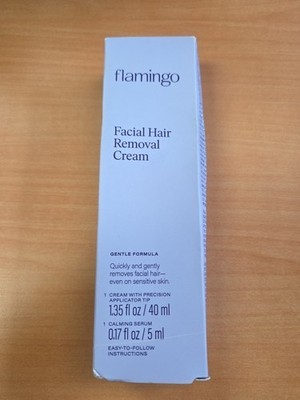 flamingo
Facial Hair
Removal
Cream
GENTLE FORMULA
Quickly and gently
removes facial hair—
even on sensitive skin.
1 CREAM WITH PRECISION
APPLICATOR TIP
1.35 fl oz / 40 ml
1 CALMING SERUM
0.17 fl oz / 5 ml
EASY-TO-FOLLOW
INSTRUCTIONS